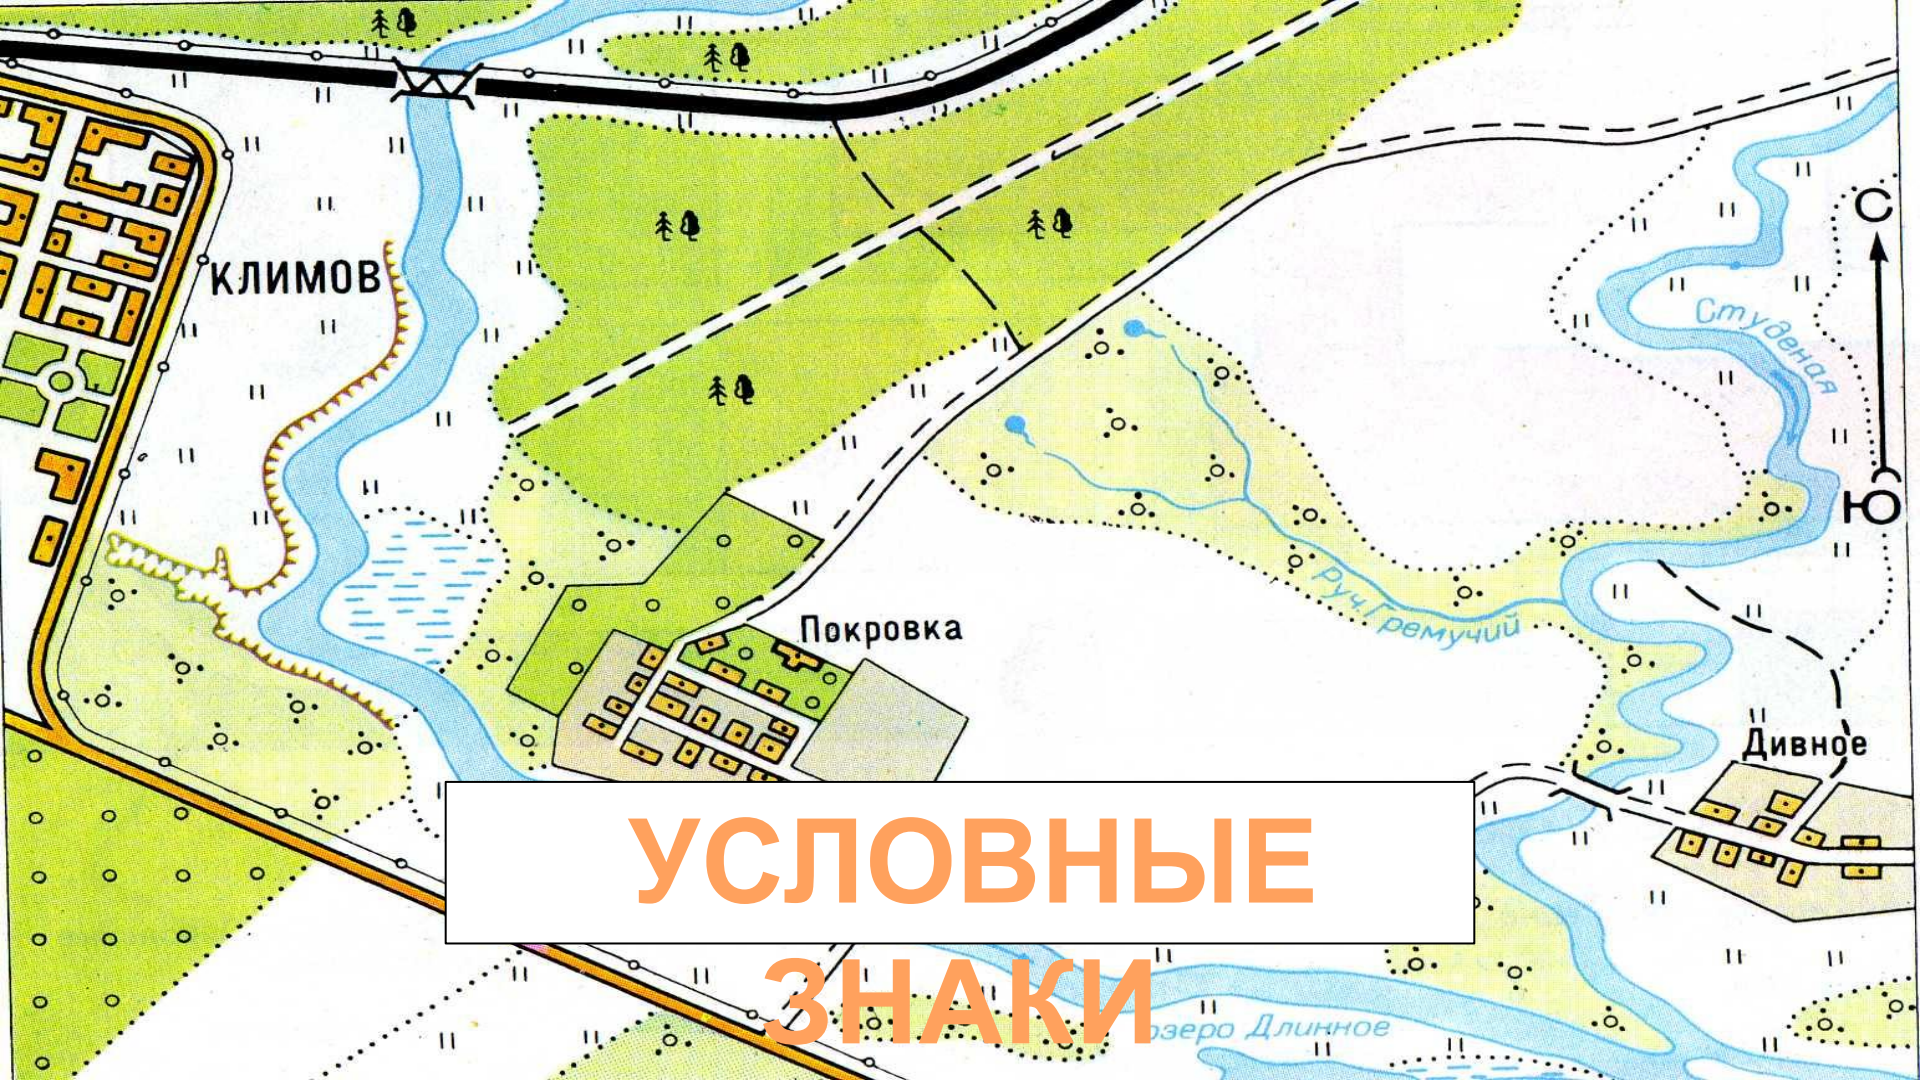 С
КЛИМОВ
Студеная
Ю
Руч. Гремучий
Покровка
Дивное
УСЛОВНЫЕ
ЗНАКИ
озеро Длинное